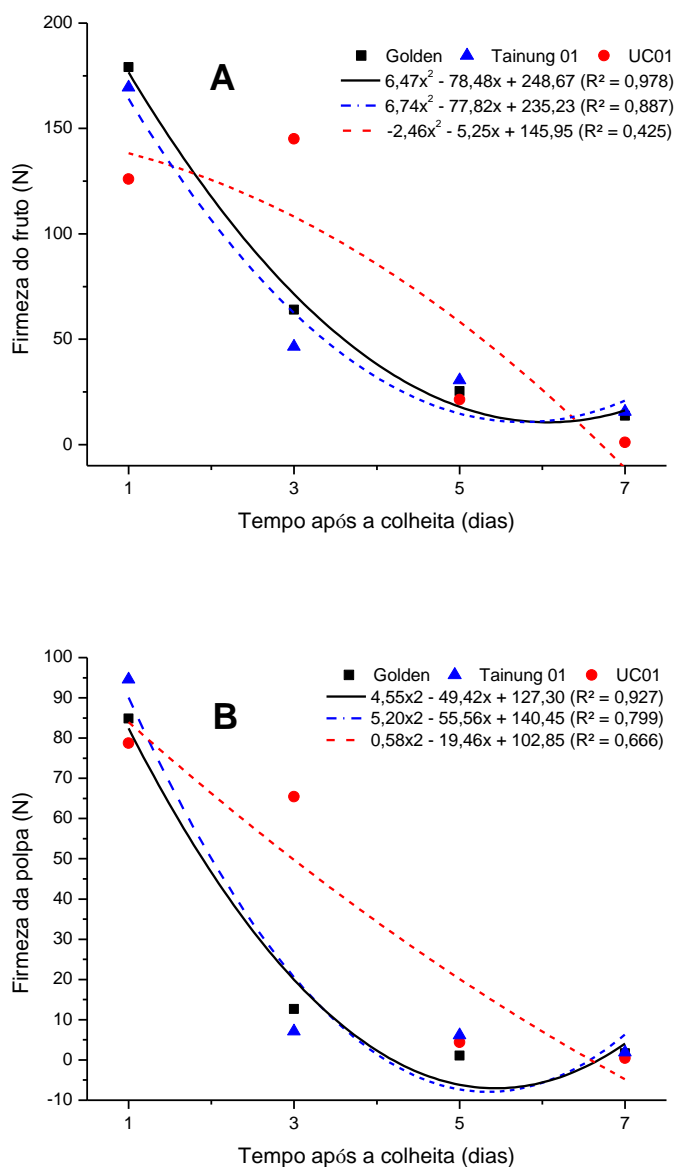 200
150
100
50
0
Firmeza do fruto (N)
A
Golden Tainung 01 UC01
6,47x² - 78,48x + 248,67 (R² = 0,978)
6,74x² - 77,82x + 235,23 (R² = 0,887)
-2,46x² - 5,25x + 145,95 (R² = 0,425)
1 3 5 7
Tempo após a colheita (dias)
100
90
80
70
60
50
40
30
20
10
0
-10
Firmeza da polpa (N)
B
Golden Tainung 01 UC01
4,55x2 - 49,42x + 127,30 (R² = 0,927)
5,20x2 - 55,56x + 140,45 (R² = 0,799)
0,58x2 - 19,46x + 102,85 (R² = 0,666)
1 3 5 7
Tempo após a colheita (dias)